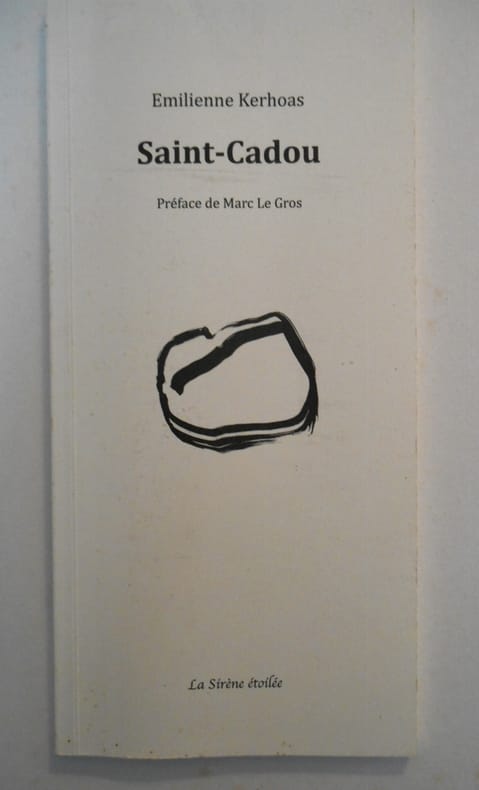 Emilienne Kerhoas
Saint-Cadou
Préface de Marc Le Gros
La Sirène étoilée